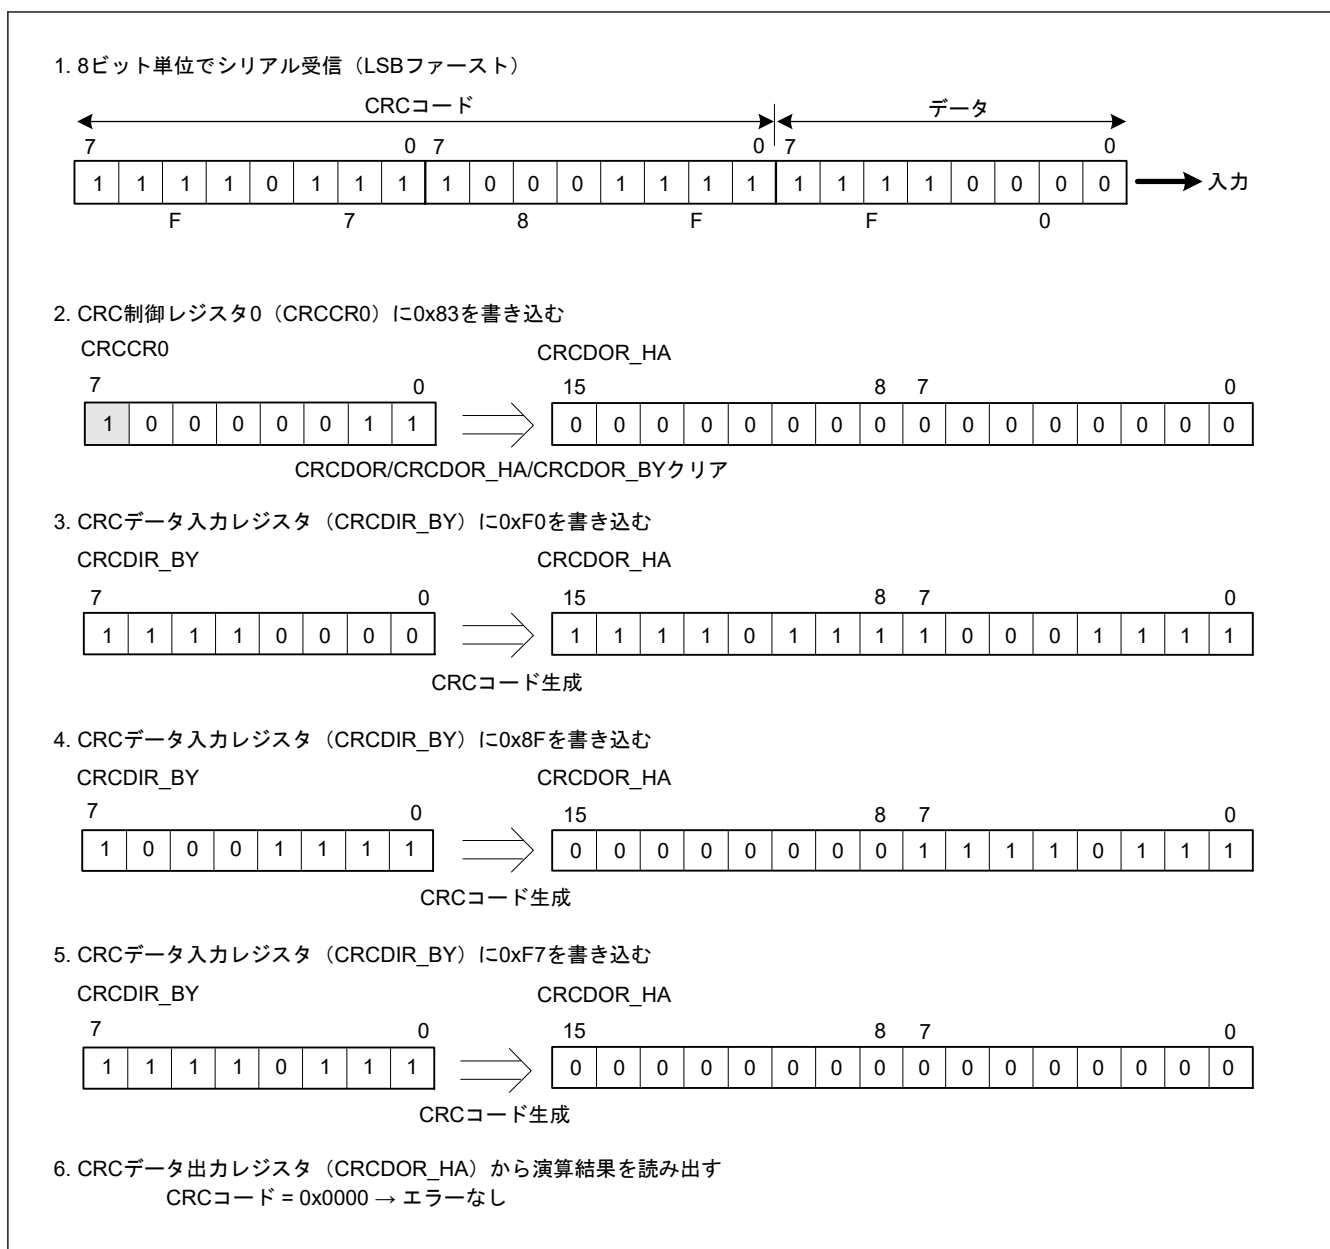 1. 8ビット単位でシリアル受信（LSBファースト）
CRCコード データ
7 0 7 0 7 0
1 1 1 1 0 1 1 1 1 0 0 0 1 1 1 1 1 1 1 1 0 0 0 0 入力
F 7 8 F F 0
2. CRC制御レジスタ0（CRCCR0）に0x83を書き込む
CRCCR0 CRCDOR_HA
7 0 15 8 7 0
1 0 0 0 0 0 1 1 0 0 0 0 0 0 0 0 0 0 0 0 0 0 0 0
CRCDOR/CRCDOR_HA/CRCDOR_BYクリア
3. CRCデータ入力レジスタ（CRCDIR_BY）に0xF0を書き込む
CRCDIR_BY CRCDOR_HA
7 0 15 8 7 0
1 1 1 1 0 0 0 0 1 1 1 1 0 1 1 1 1 0 0 0 1 1 1 1
CRCコード生成
4. CRCデータ入力レジスタ（CRCDIR_BY）に0x8Fを書き込む
CRCDIR_BY CRCDOR_HA
7 0 15 8 7 0
1 0 0 0 1 1 1 1 0 0 0 0 0 0 0 0 1 1 1 1 0 1 1 1
CRCコード生成
5. CRCデータ入力レジスタ（CRCDIR_BY）に0xF7を書き込む
CRCDIR_BY CRCDOR_HA
7 0 15 8 7 0
1 1 1 1 0 1 1 1 0 0 0 0 0 0 0 0 0 0 0 0 0 0 0 0
CRCコード生成
6. CRCデータ出力レジスタ（CRCDOR_HA）から演算結果を読み出す
CRCコード = 0x0000 → エラーなし